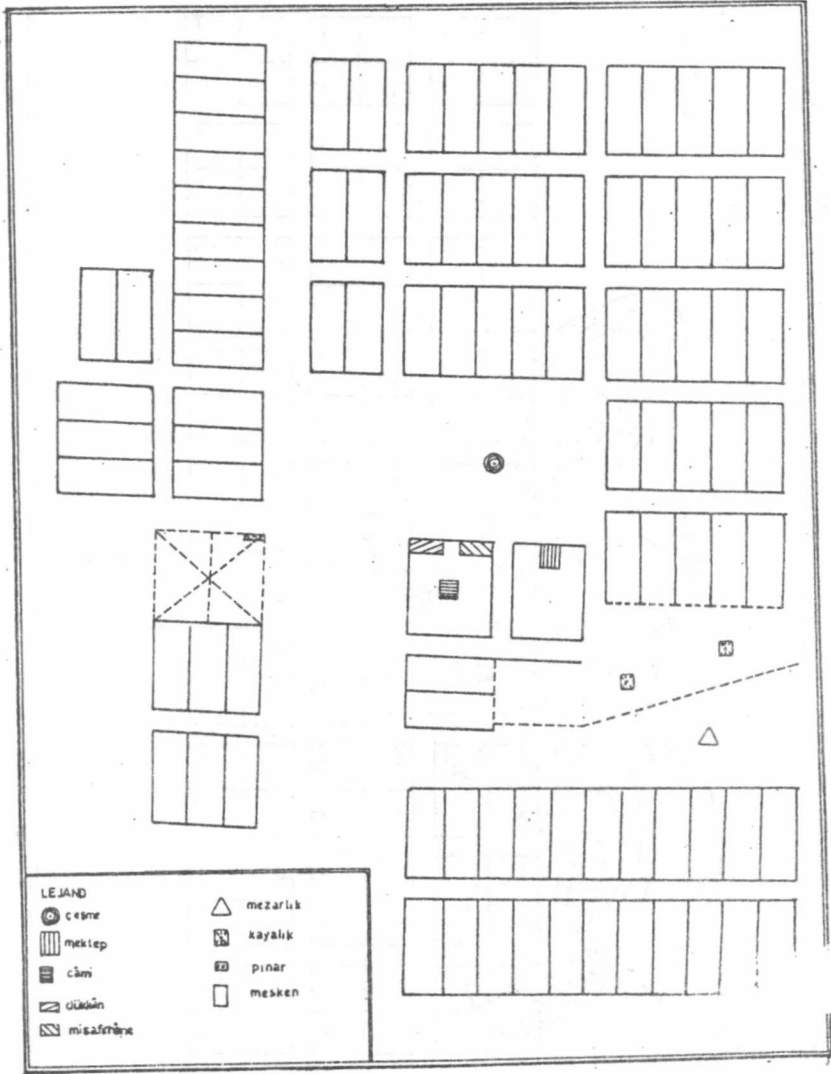 LEJAND
çeşme
mektep
câmi
dükkân
misafirhâne
mezarlık
kayalık
pınar
mesken